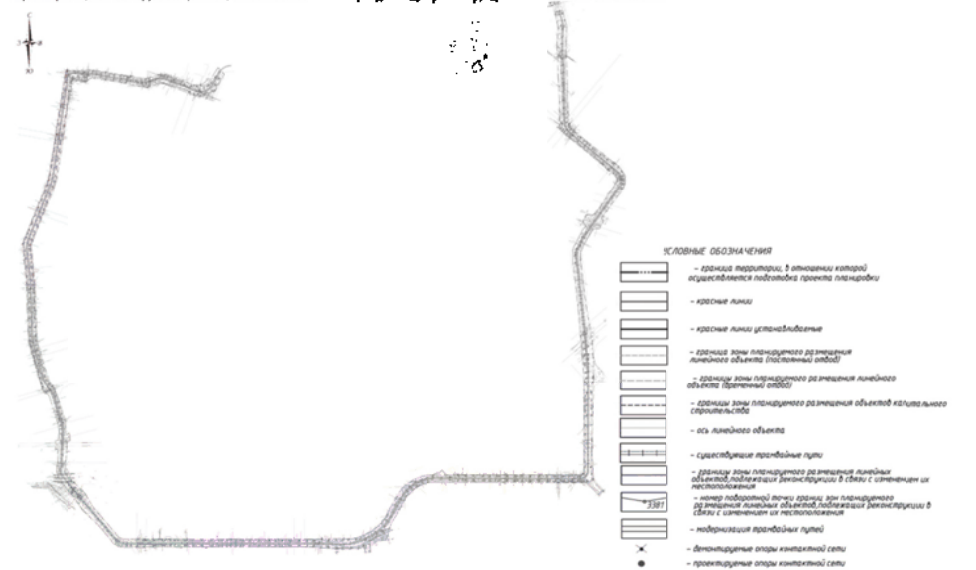 С
З
В
Ю
УСЛОВНЫЕ ОБОЗНАЧЕНИЯ
– граница территории, в отношении которой
осуществляется подготовка проекта планировки
– красные линии
– красные линии устанавливаемые
– граница зоны планируемого размещения
линейного объекта (постоянный отвод)
– границы зоны планируемого размещения линейного
объекта (временный отвод)
– границы зоны планируемого размещения объектов капитального
строительства
– ось линейного объекта
– существующие трамвайные пути
– границы зоны планируемого размещения линейных
объектов,подлежащих реконструкции в связи с изменением их
местоположения
3381
– номер поворотной точки границ зон планируемого
размещения линейных объектов,подлежащих реконструкции в
связи с изменением их местоположения
– модернизация трамвайных путей
– демонтируемые опоры контактной сети
– проектируемые опоры контактной сети